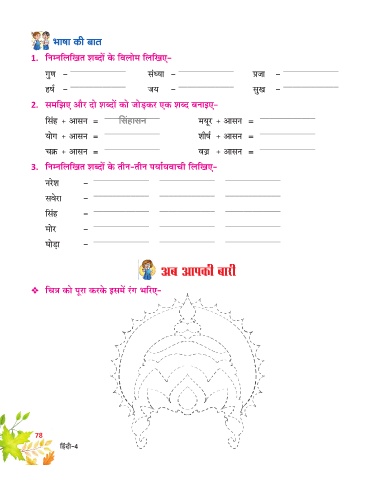 भाषा की बात
1. निम्नलिखित शब्दों के विलोम लिखिए–
गुण – संध्या – प्रजा –
हर्ष – जय – सुख –
2. समझिए और दो शब्दों को जोड़कर एक शब्द बनाइए–
सिंह + आसन = सिंहासन मयूर + आसन =
योग + आसन = शीर्ष + आसन =
चक्र + आसन = वज्र + आसन =
3. निम्नलिखित शब्दों के तीन-तीन पर्यायवाची लिखिए–
नरेश –
सवेरा –
सिंह =
मोर –
घोड़ा –
अब आपकी बारी
❖ चित्र को पूरा करके इसमें रंग भरिए–
78
हिंदी-4